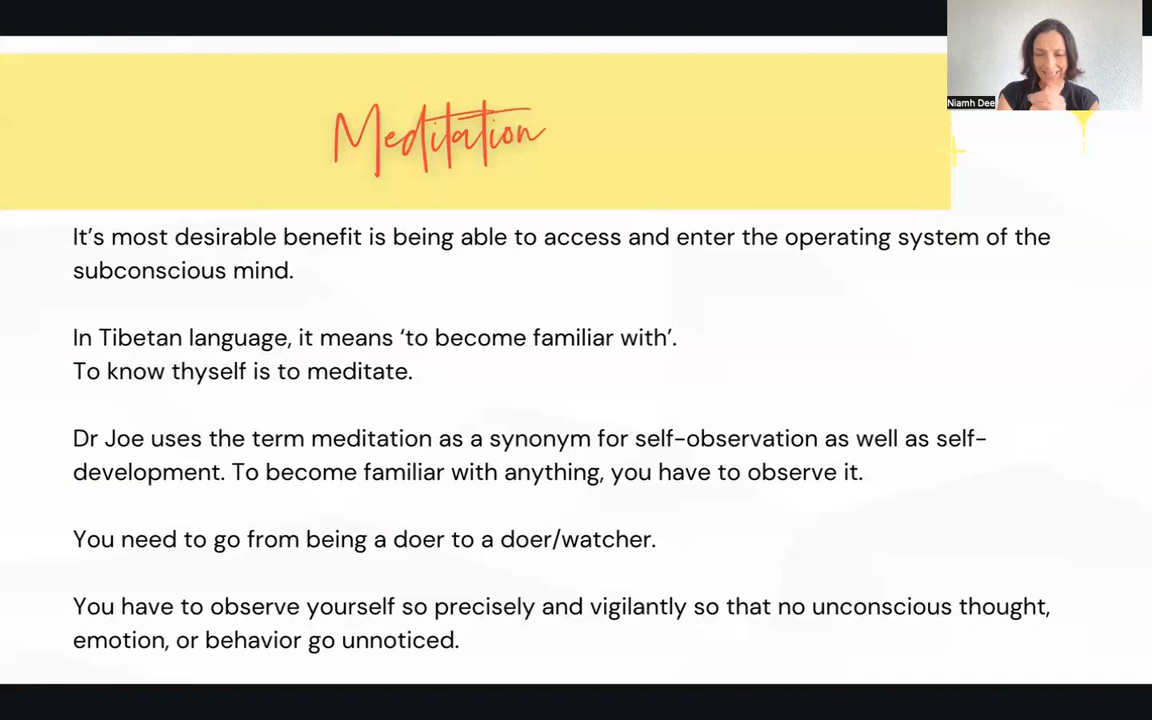 Meditation
Niamh Dee
It's most desirable benefit is being able to access and enter the operating system of the
subconscious mind.
In Tibetan language, it means ‘to become familiar with’.
To know thyself is to meditate.
Dr Joe uses the term meditation as a synonym for self-observation as well as self-
development. To become familiar with anything, you have to observe it.
You need to go from being a doer to a doer/watcher.
You have to observe yourself so precisely and vigilantly so that no unconscious thought,
emotion, or behavior go unnoticed.